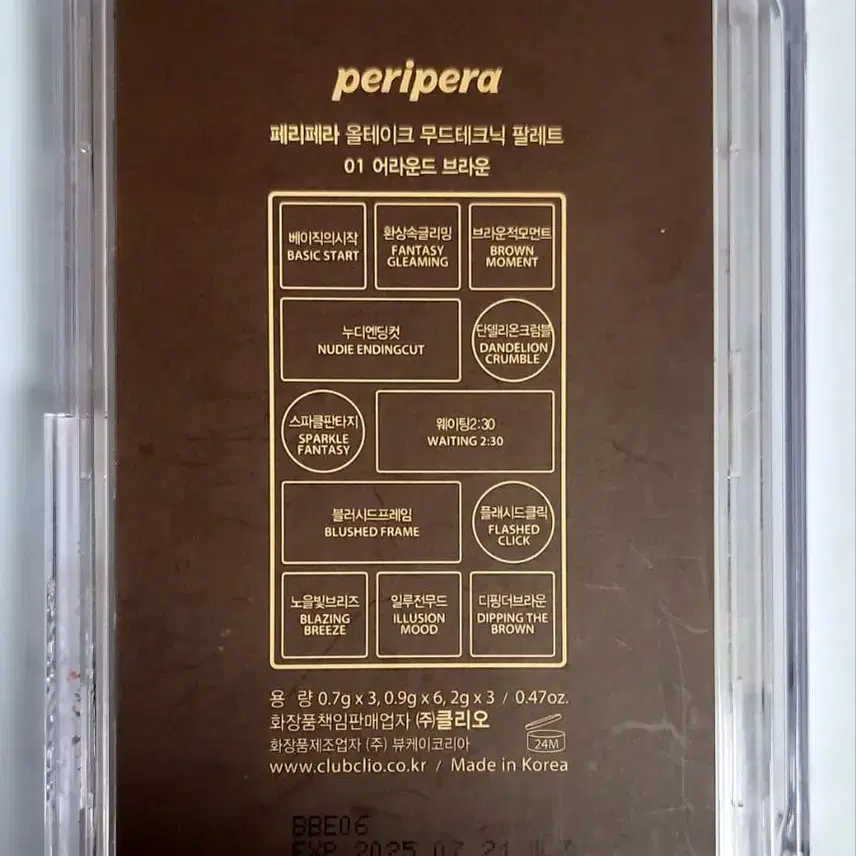 peripera
페리페라 올테이크 무드테크닉 팔레트
01 어라운드 브라운
베이직의시작
BASIC START
환상속글리밍
FANTASY
GLEAMING
브라운적모먼트
BROWN
MOMENT
누디엔딩컷
NUDIE ENDINGCUT
단델리온크럼블
DANDELION
CRUMBLE
스파클판타지
SPARKLE
FANTASY
웨이팅2:30
WAITING 2:30
블러시드프레임
BLUSHED FRAME
플래시드클릭
FLASHED
CLICK
노을빛브리즈
BLAZING
BREEZE
일루전무드
ILLUSION
MOOD
디핑더브라운
DIPPING THE
BROWN
용 량 0.7g x 3, 0.9g x 6, 2g x 3 / 0.47oz.
화장품책임판매업자 (주)클리오
화장품제조업자 (주) 뷰케이코리아
24M
www.clubclio.co.kr / Made in Korea
BBE06
EXP 2025 07 21